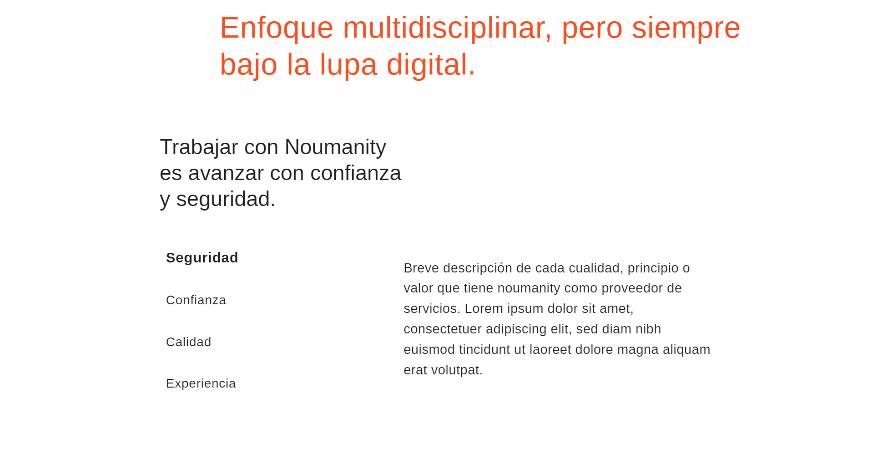 Enfoque multidisciplinar, pero siempre
bajo la lupa digital.
Trabajar con Noumanity
es avanzar con confianza
y seguridad.
Seguridad
Confianza
Calidad
Experiencia
Breve descripción de cada cualidad, principio o
valor que tiene noumanity como proveedor de
servicios. Lorem ipsum dolor sit amet,
consectetuer adipiscing elit, sed diam nibh
euismod tincidunt ut laoreet dolore magna aliquam
erat volutpat.